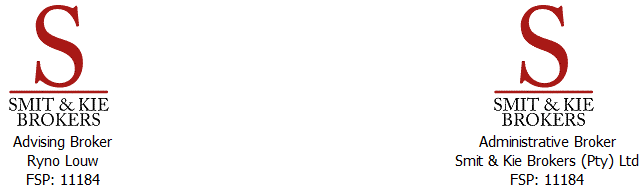 S
SMIT & KIE
BROKERS
Advising Broker
Ryno Louw
FSP: 11184
S
SMIT & KIE
BROKERS
Administrative Broker
Smit & Kie Brokers (Pty) Ltd
FSP: 11184